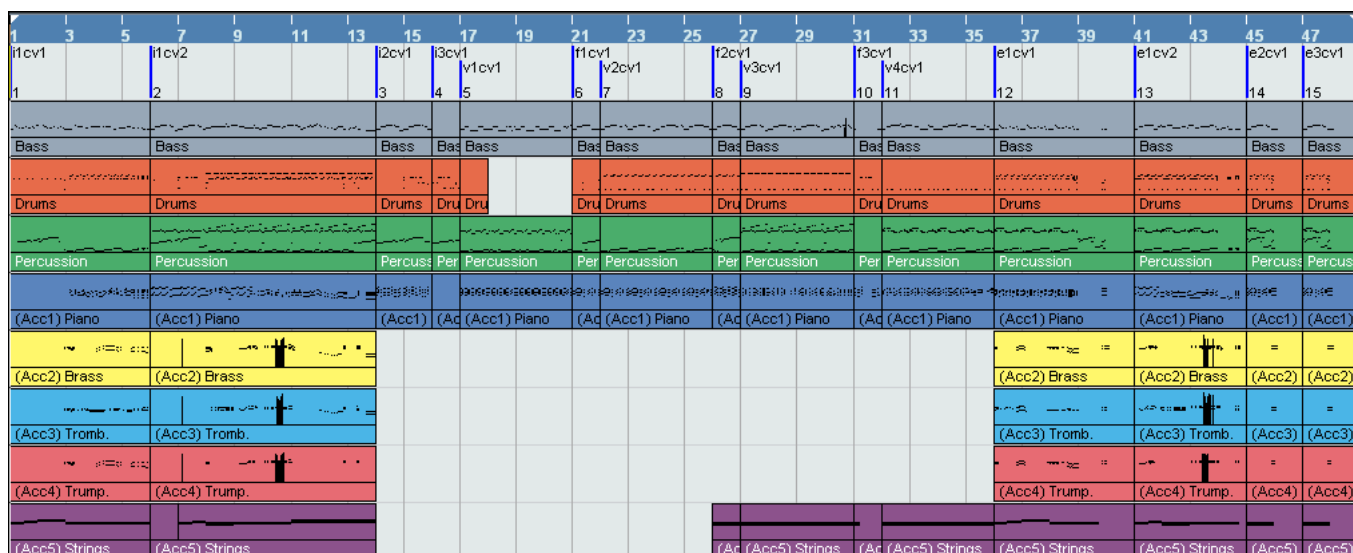 1 3 5 7 9 11 13 15 17 19 21 23 25 27 29 31 33 35 37 39 41 43 45 47
i1cv1 i1cv2 i2cv1 i3cv1 f1cv1 f2cv1 f3cv1 e1cv1 e1cv2 e2cv1 e3cv1
v1cv1 v2cv1 v3cv1 v4cv1
1 2 3 4 5 6 7 8 9 10 11 12 13 14 15
Bass Bass Bass Bas Bass Bas Bass Bas Bass Bas Bass Bass Bass Bass Bass
Drums Drums Drums Dru Dru Dru Drums Dru Drums Dru Drums Drums Drums Drums Drums
Percussion Percussion Percuss Per Percussion Per Percussion Per Percussion Per Percussion Percussion Percussion Percuss Percus
(Acc1) Piano (Acc1) Piano (Acc1) (Ac (Acc1) Piano (Ac (Acc1) Piano (Ac (Acc1) Piano (Ac (Acc1) Piano (Acc1) Piano (Acc1) Piano (Acc1) (Acc1)
(Acc2) Brass (Acc2) Brass (Acc2) Brass (Acc2) Brass (Acc2) (Acc2)
(Acc3) Tromb. (Acc3) Tromb. (Acc3) Tromb. (Acc3) Tromb. (Acc3) (Acc3)
(Acc4) Trump. (Acc4) Trump. (Acc4) Trump. (Acc4) Trump. (Acc4) (Acc4)
(Acc5) Strings (Acc5) Strings (Ac (Acc5) Strings (Ac (Acc5) Strings (Acc5) Strings (Acc5) Strings (Acc5) (Acc5)